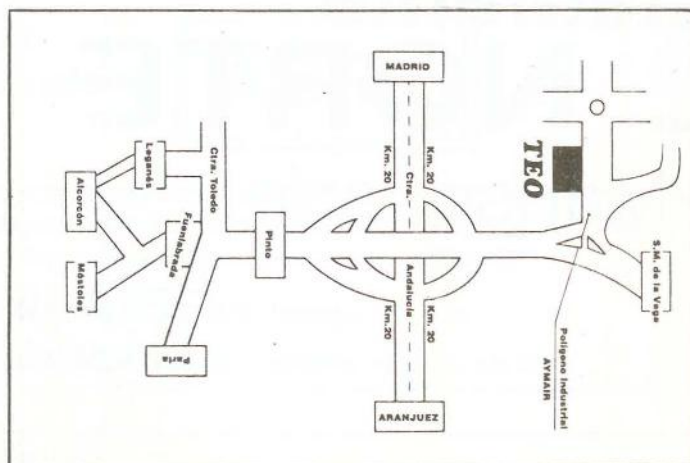 MADRID
Km. 20
Km. 20
Ctra.
Andalucía
Km. 20
Km. 20
ARANJUEZ
TEO
S.M. de la Vega
Polígono Industrial
AYMAIR
Pinto
Ctra. Toledo
Leganés
Alcorcón
Fuenlabrada
Móstoles
Parla